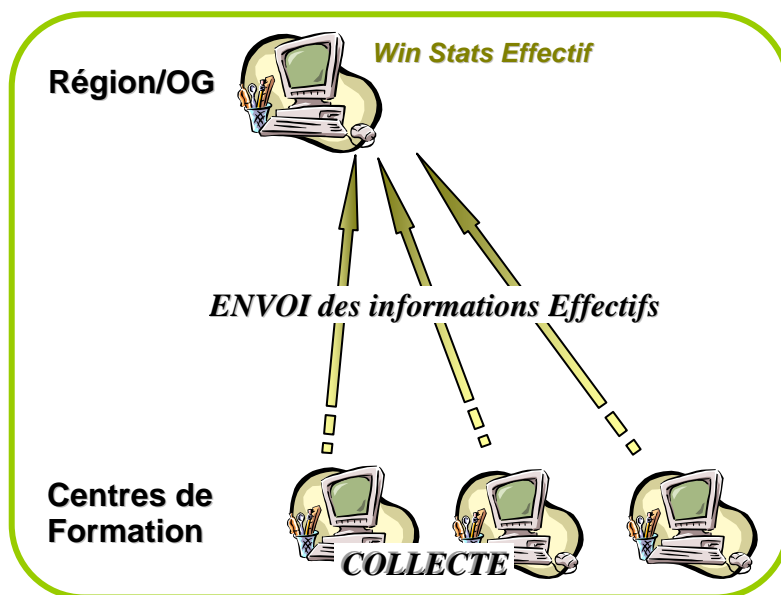 Win Stats Effectif
Région/OG
ENVOI des informations Effectifs
Centres de
Formation
COLLECTE